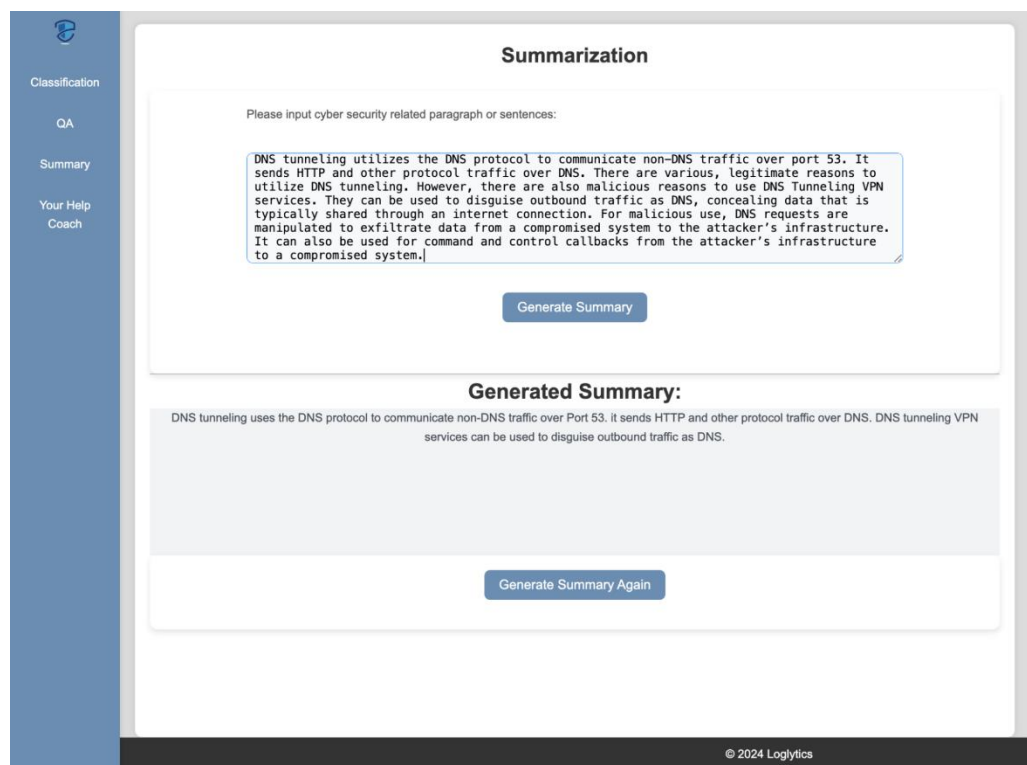 Classification
QA
Summary
Your Help
Coach
Summarization
Please input cyber security related paragraph or sentences:
DNS tunneling utilizes the DNS protocol to communicate non-DNS traffic over port 53. It
sends HTTP and other protocol traffic over DNS. There are various, legitimate reasons to
utilize DNS tunneling. However, there are also malicious reasons to use DNS Tunneling VPN
services. They can be used to disguise outbound traffic as DNS, concealing data that is
typically shared through an internet connection. For malicious use, DNS requests are
manipulated to exfiltrate data from a compromised system to the attacker’s infrastructure.
It can also be used for command and control callbacks from the attacker’s infrastructure
to a compromised system.
Generate Summary
Generated Summary:
DNS tunneling uses the DNS protocol to communicate non-DNS traffic over Port 53. it sends HTTP and other protocol traffic over DNS. DNS tunneling VPN
services can be used to disguise outbound traffic as DNS.
Generate Summary Again
© 2024 Loglytics